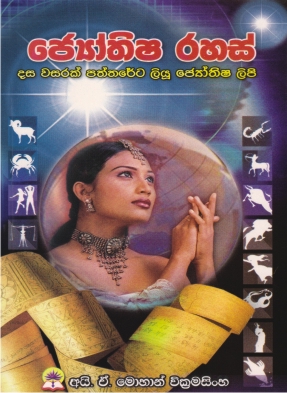 ජ්‍යෝතිෂ රහස්
දස වසරක් පත්තරේට ලියූ ජ්‍යෝතිෂ ලිපි
අයි. ඒ. මොහාන් වික්‍රමසිංහ